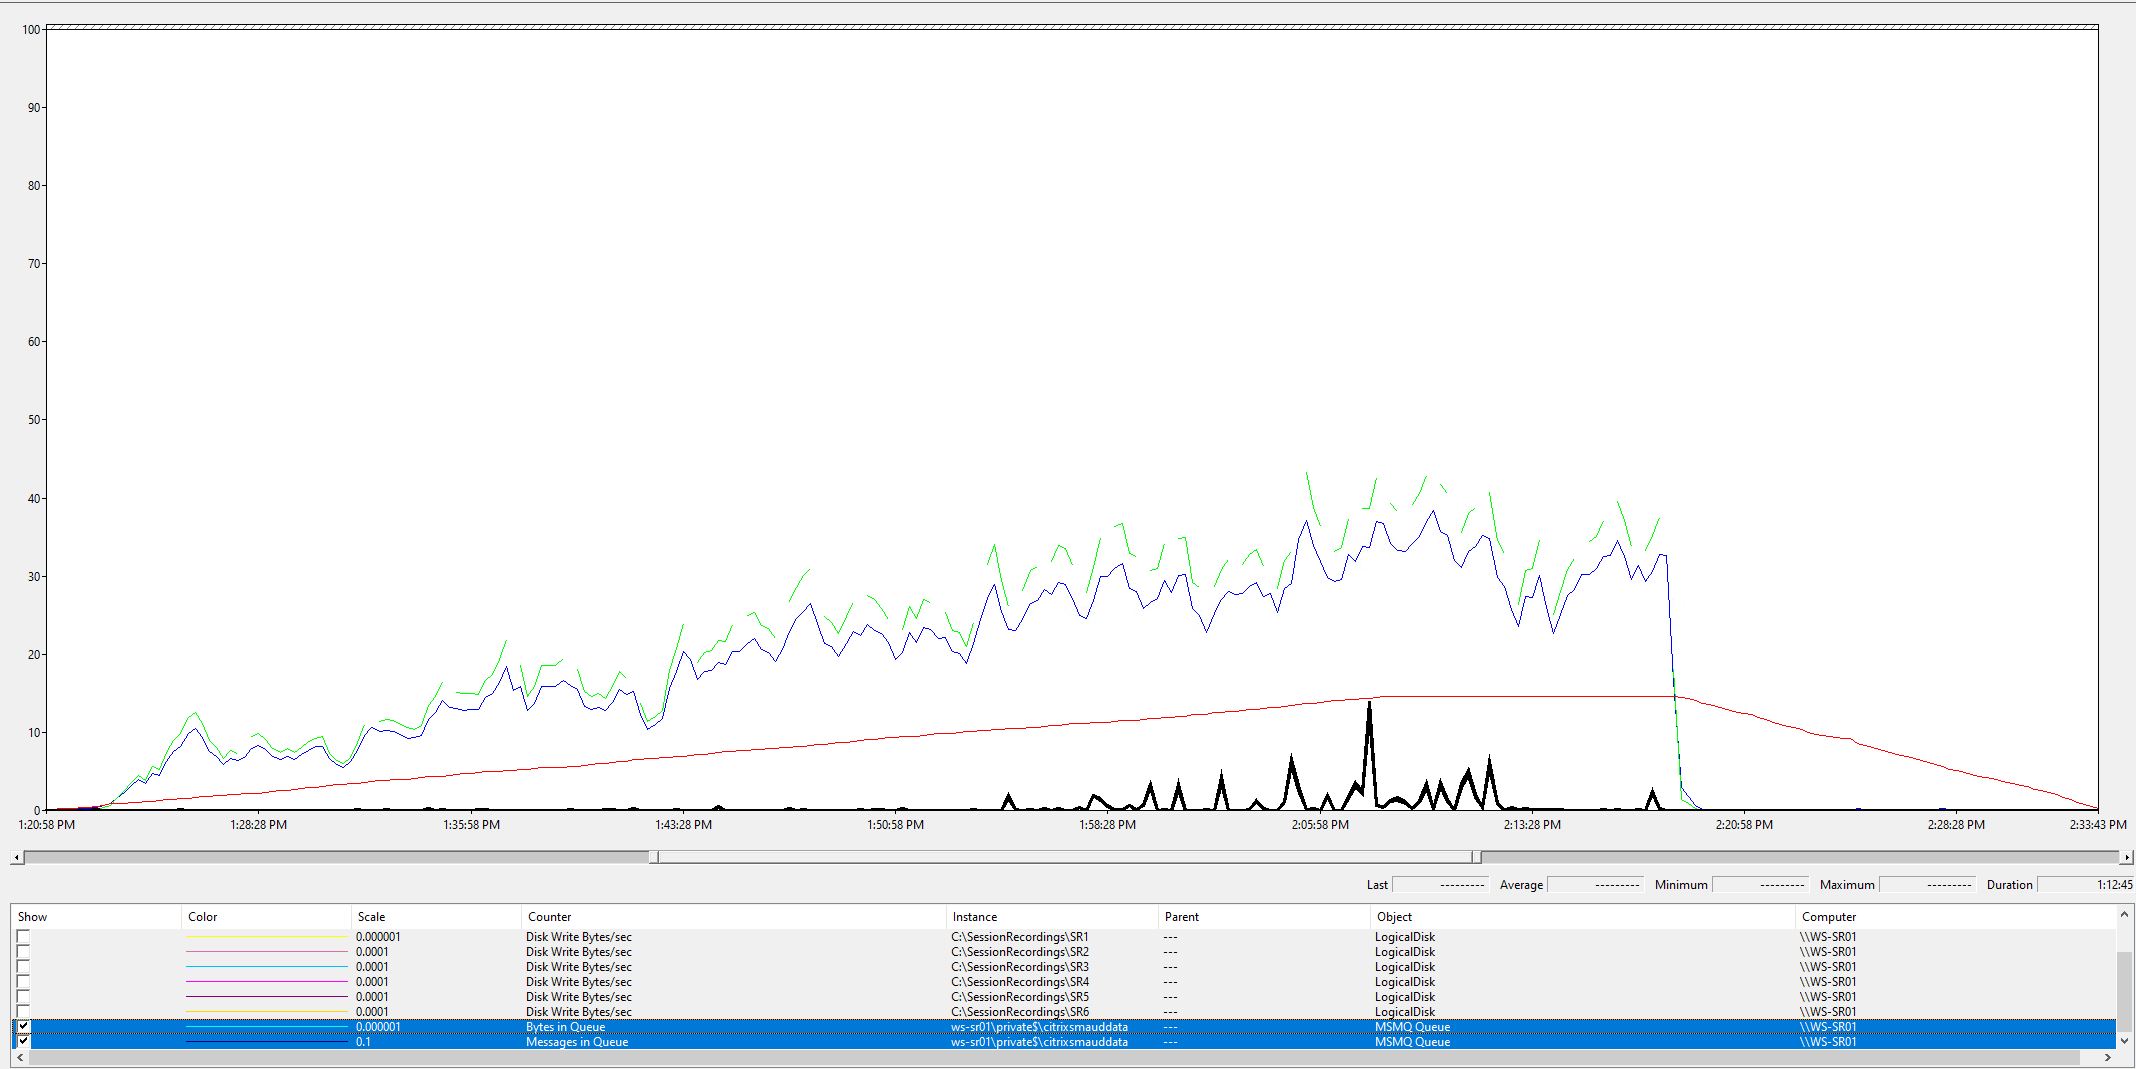 100
90
80
70
60
50
40
30
20
10
0
1:20:58 PM 1:28:28 PM 1:35:58 PM 1:43:28 PM 1:50:58 PM 1:58:28 PM 2:05:58 PM 2:13:28 PM 2:20:58 PM 2:28:28 PM 2:33:43 PM
Last --------- Average --------- Minimum --------- Maximum --------- Duration 1:12:45
Show Color Scale Counter Instance Parent Object Computer
0.000001 Disk Write Bytes/sec C:\SessionRecordings\SR1 --- LogicalDisk \\WS-SR01
0.0001 Disk Write Bytes/sec C:\SessionRecordings\SR2 --- LogicalDisk \\WS-SR01
0.0001 Disk Write Bytes/sec C:\SessionRecordings\SR3 --- LogicalDisk \\WS-SR01
0.0001 Disk Write Bytes/sec C:\SessionRecordings\SR4 --- LogicalDisk \\WS-SR01
0.0001 Disk Write Bytes/sec C:\SessionRecordings\SR5 --- LogicalDisk \\WS-SR01
0.0001 Disk Write Bytes/sec C:\SessionRecordings\SR6 --- LogicalDisk \\WS-SR01
0.000001 Bytes in Queue ws-sr01\private$\citrixsmauddata --- MSMQ Queue \\WS-SR01
0.1 Messages in Queue ws-sr01\private$\citrixsmauddata --- MSMQ Queue \\WS-SR01